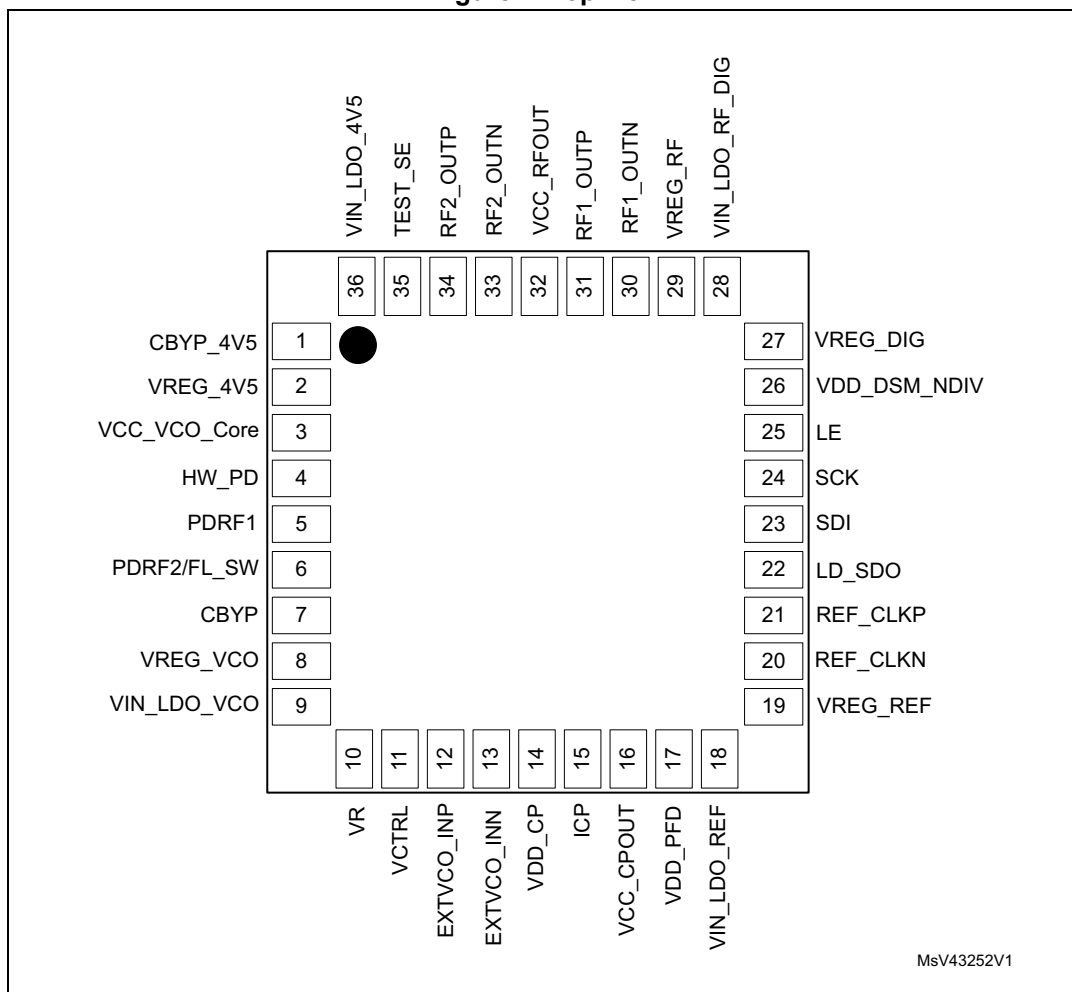 VIN_LDO_4V5
TEST_SE
RF2_OUTP
RF2_OUTN
VCC_RFOUT
RF1_OUTP
RF1_OUTN
VREG_RF
VIN_LDO_RF_DIG
36
35
34
33
32
31
30
29
28
CBYP_4V5 1
VREG_4V5 2
VCC_VCO_Core 3
HW_PD 4
PDRF1 5
PDRF2/FL_SW 6
CBYP 7
VREG_VCO 8
VIN_LDO_VCO 9
27 VREG_DIG
26 VDD_DSM_NDIV
25 LE
24 SCK
23 SDI
22 LD_SDO
21 REF_CLKP
20 REF_CLKN
19 VREG_REF
10
11
12
13
14
15
16
17
18
VR
VCTRL
EXTVCO_INP
EXTVCO_INN
VDD_CP
ICP
VCC_CPOUT
VDD_PFD
VIN_LDO_REF
MsV43252V1